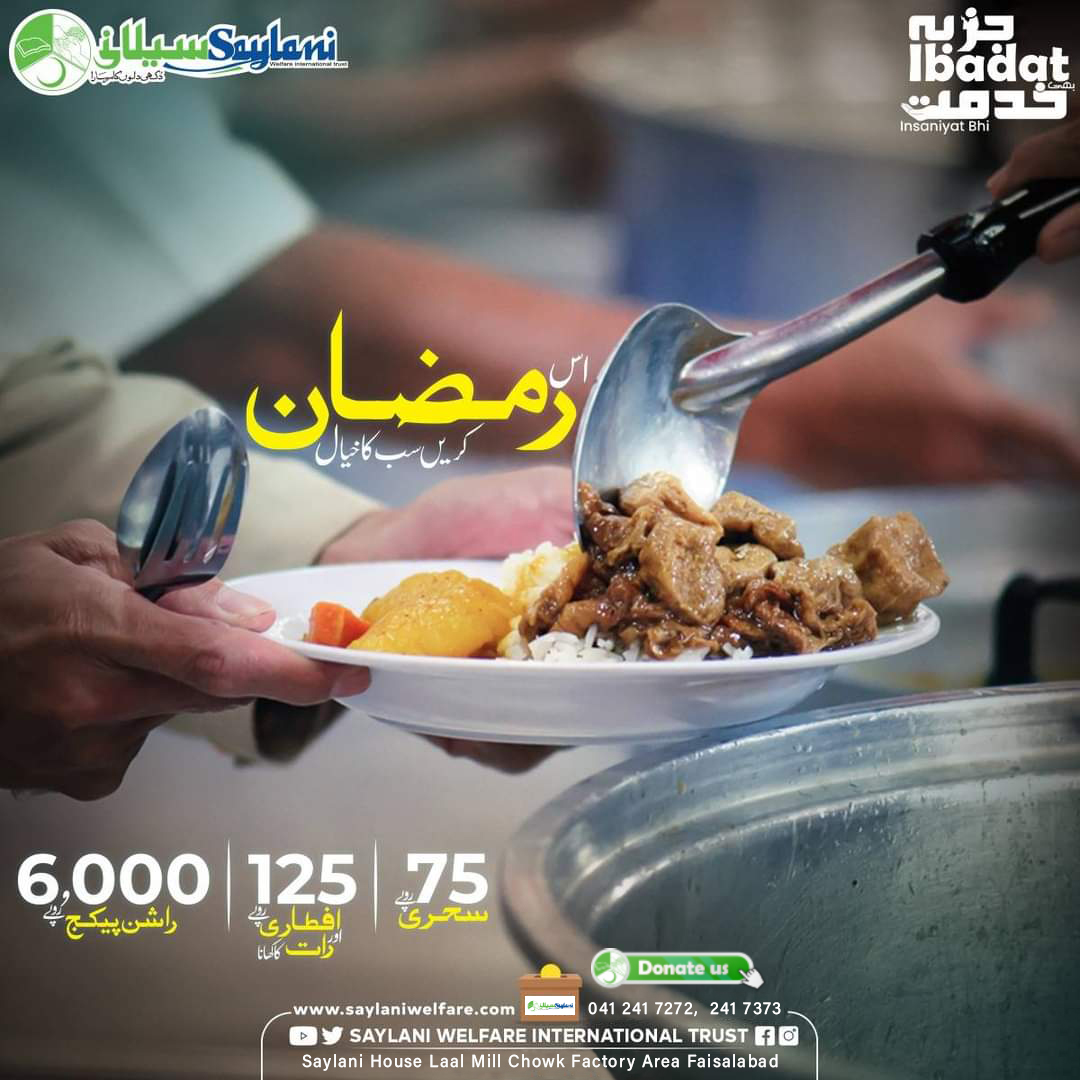 سیلانی Saylani
Welfare international trust
دُکھی دلوں کا سہارا
جزبہ
Ibadat
بھی
خدمت
Insaniyat Bhi
اس
رمضان
کریں سب کا خیال
6,000
روپے
راشن پیکج
125
روپے
افطاری
اور
رات کا کھانا
75
روپے
سحری
Donate us
www.saylaniwelfare.com
041 241 7272, 241 7373
SAYLANI WELFARE INTERNATIONAL TRUST
Saylani House Laal Mill Chowk Factory Area Faisalabad